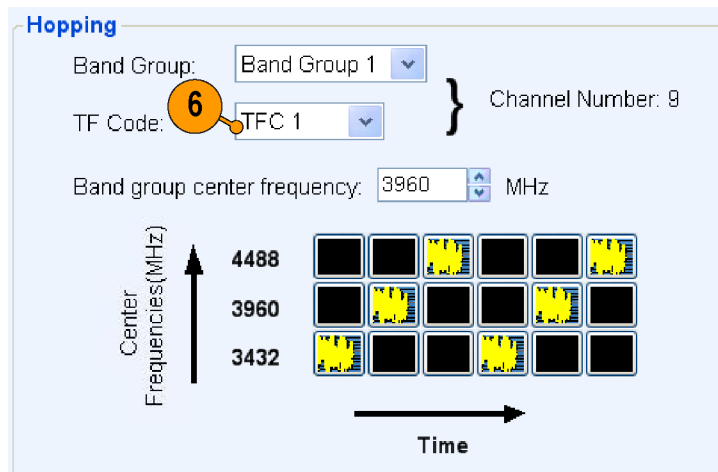 Hopping
Band Group: Band Group 1
6
TF Code: TFC 1
} Channel Number: 9
Band group center frequency: 3960 MHz
Center
Frequencies(MHz)
4488
3960
3432
Time